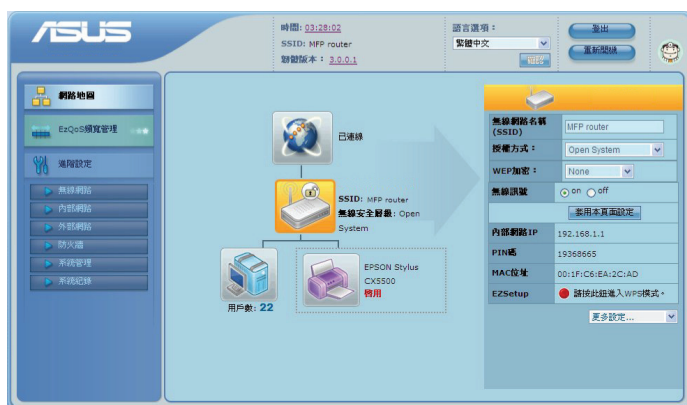 ASUS
時間: 03:28:02
SSID: MFP router
韌體版本： 3.0.0.1
語言選項：
繁體中文
登出
重新開機
網路地圖
EzQoS頻寬管理
進階設定
無線網路
內部網路
外部網路
防火牆
系統管理
系統紀錄
已連線
SSID: MFP router
無線安全層級: Open
System
用戶數: 22
EPSON Stylus
CX5500
啓用
無線網路名稱
(SSID)
MFP router
授權方式：
Open System
WEP加密：
None
無線訊號
on off
套用本頁面設定
內部網路IP
192.168.1.1
PIN碼
19368665
MAC位址
00:1F:C6:EA:2C:AD
EZSetup
請按此鈕進入WPS模式。
更多設定...